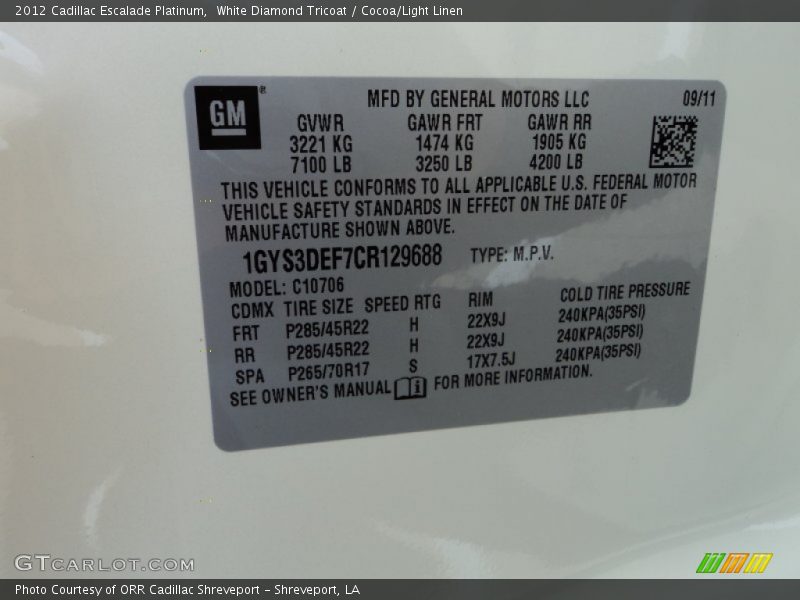 2012 Cadillac Escalade Platinum, White Diamond Tricoat / Cocoa/Light Linen
GM®
MFD BY GENERAL MOTORS LLC 09/11
GVWR GAWR FRT GAWR RR
3221 KG 1474 KG 1905 KG
7100 LB 3250 LB 4200 LB
THIS VEHICLE CONFORMS TO ALL APPLICABLE U.S. FEDERAL MOTOR
VEHICLE SAFETY STANDARDS IN EFFECT ON THE DATE OF
MANUFACTURE SHOWN ABOVE.
1GYS3DEF7CR129688 TYPE: M.P.V.
MODEL: C10706
CDMX TIRE SIZE SPEED RTG RIM COLD TIRE PRESSURE
FRT P285/45R22 H 22X9J 240KPA(35PSI)
RR P285/45R22 H 22X9J 240KPA(35PSI)
SPA P265/70R17 S 17X7.5J 240KPA(35PSI)
SEE OWNER'S MANUAL i FOR MORE INFORMATION.
GTCARLOT.COM
Photo Courtesy of ORR Cadillac Shreveport - Shreveport, LA